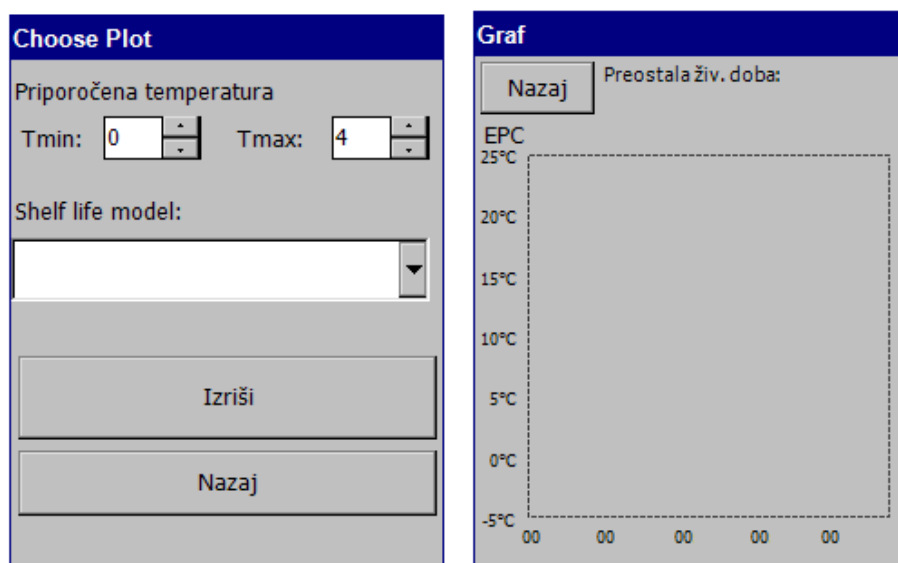 Choose Plot
Priporočena temperatura
Tmin: 0 Tmax: 4
Shelf life model:
Izriši
Nazaj
Graf
Nazaj Preostala živ. doba:
EPC
25°C
20°C
15°C
10°C
5°C
0°C
-5°C
00 00 00 00 00